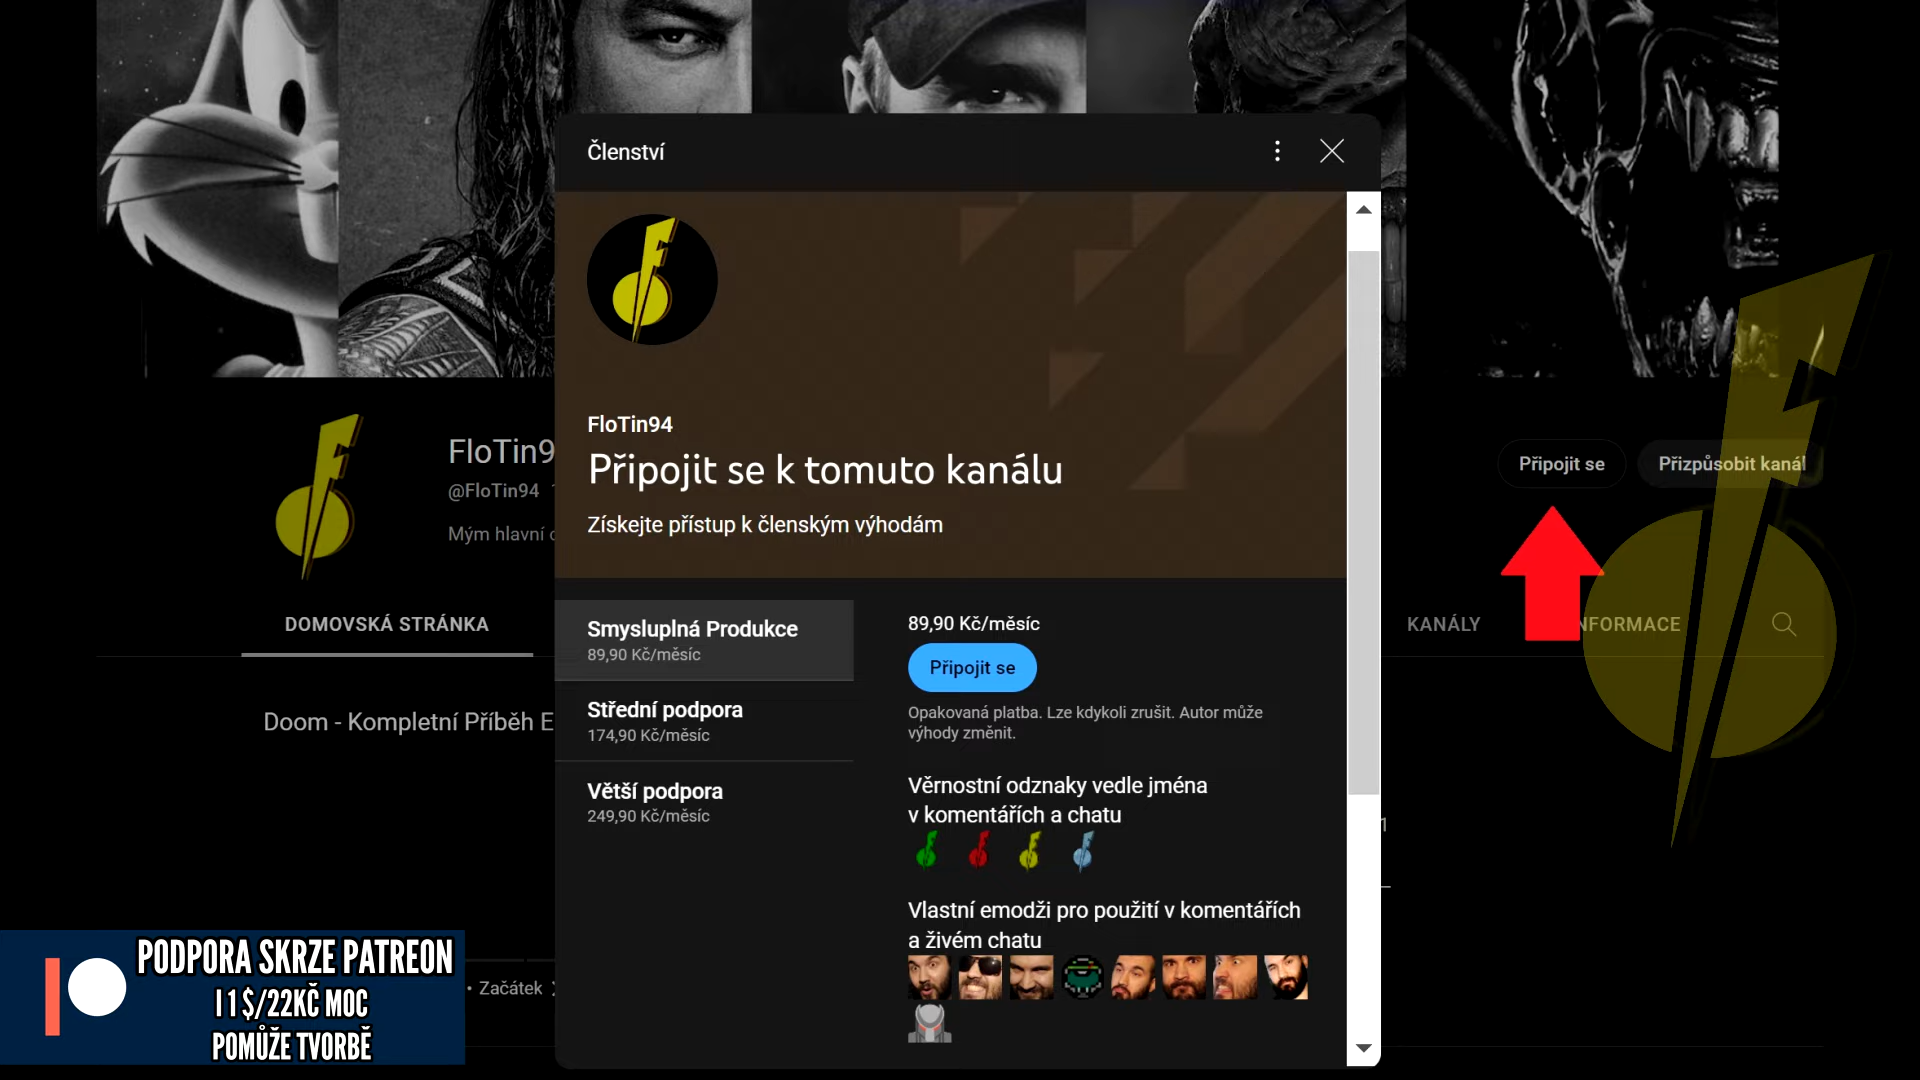 Členství
FloTin94
Připojit se k tomuto kanálu
Získejte přístup k členským výhodám
Smysluplná Produkce
89,90 Kč/měsíc
Střední podpora
174,90 Kč/měsíc
Větší podpora
249,90 Kč/měsíc
89,90 Kč/měsíc
Připojit se
Opakovaná platba. Lze kdykoli zrušit. Autor může
výhody změnit.
Věrnostní odznaky vedle jména
v komentářích a chatu
Vlastní emodži pro použití v komentářích
a živém chatu
FloTin9
@FloTin94
Mým hlavní
Připojit se
Přizpůsobit kanál
DOMOVSKÁ STRÁNKA
KANÁLY
NFORMACE
Doom - Kompletní Příběh E
• Začátek
PODPORA SKRZE PATREON
I 1 $/22KČ MOC
POMŮŽE TVORBĚ